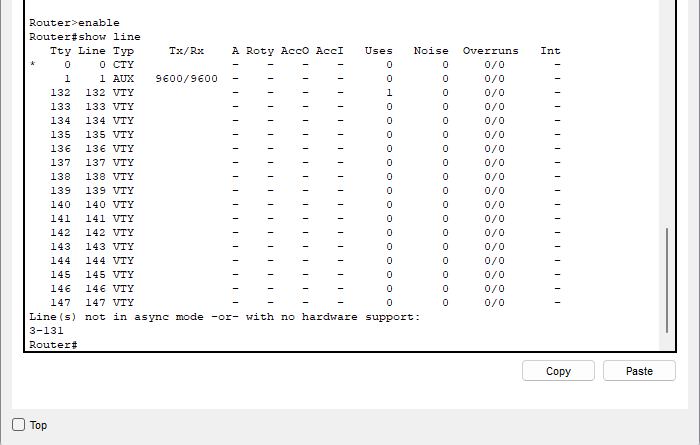 Router>enable
Router#show line
   Tty Line Typ     Tx/Rx    A Roty AccO AccI   Uses   Noise  Overruns   Int
*    0    0 CTY              -    -    -    -      0       0     0/0       -
     1    1 AUX   9600/9600  -    -    -    -      0       0     0/0       -
   132  132 VTY              -    -    -    -      1       0     0/0       -
   133  133 VTY              -    -    -    -      0       0     0/0       -
   134  134 VTY              -    -    -    -      0       0     0/0       -
   135  135 VTY              -    -    -    -      0       0     0/0       -
   136  136 VTY              -    -    -    -      0       0     0/0       -
   137  137 VTY              -    -    -    -      0       0     0/0       -
   138  138 VTY              -    -    -    -      0       0     0/0       -
   139  139 VTY              -    -    -    -      0       0     0/0       -
   140  140 VTY              -    -    -    -      0       0     0/0       -
   141  141 VTY              -    -    -    -      0       0     0/0       -
   142  142 VTY              -    -    -    -      0       0     0/0       -
   143  143 VTY              -    -    -    -      0       0     0/0       -
   144  144 VTY              -    -    -    -      0       0     0/0       -
   145  145 VTY              -    -    -    -      0       0     0/0       -
   146  146 VTY              -    -    -    -      0       0     0/0       -
   147  147 VTY              -    -    -    -      0       0     0/0       -
Line(s) not in async mode -or- with no hardware support:
3-131
Router#
Copy Paste
Top